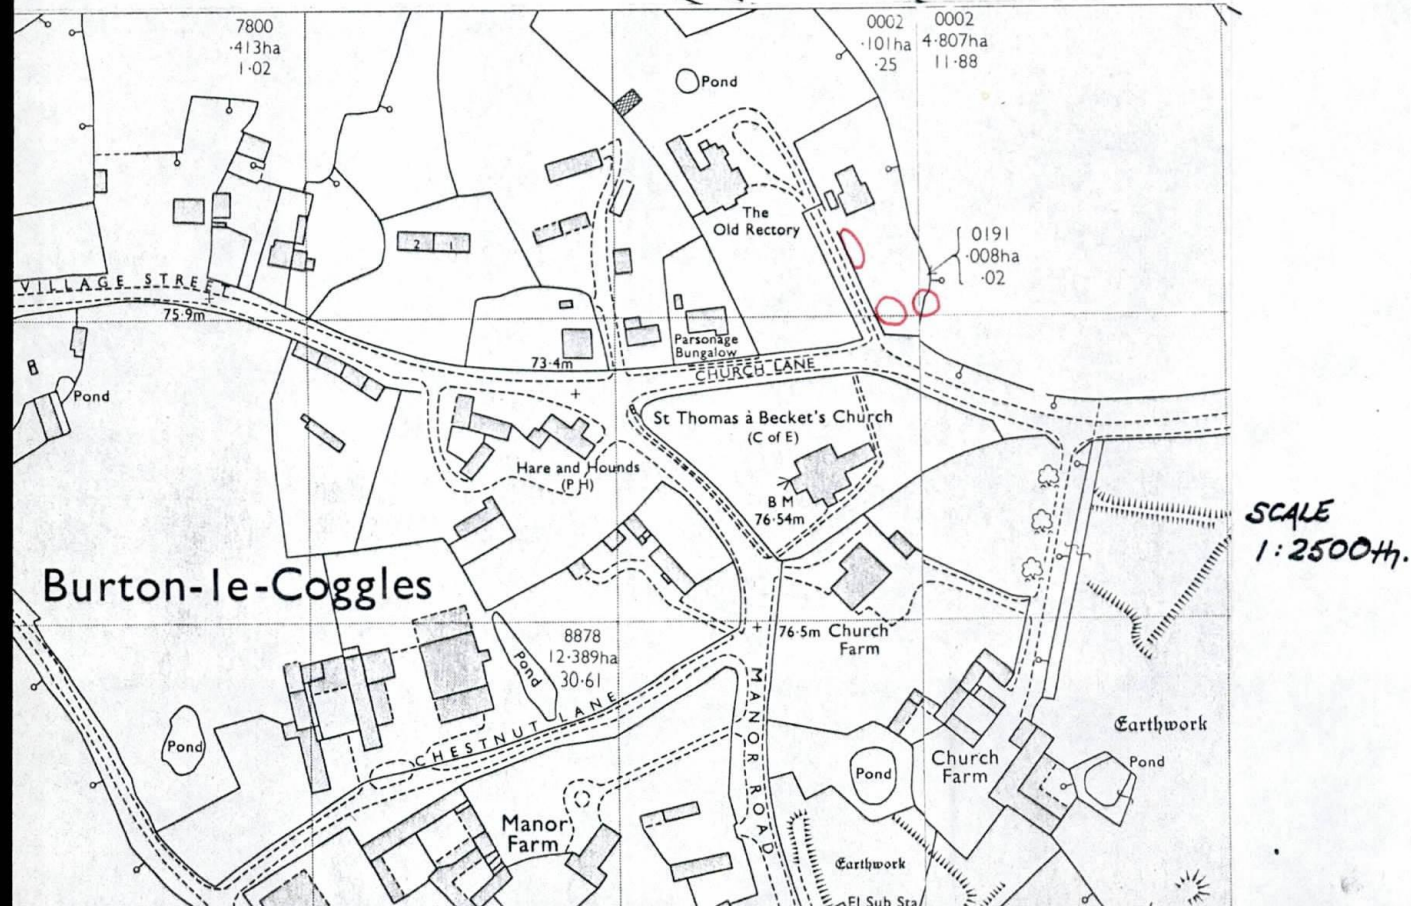 7800
·413ha
1·02
0002
·101ha
·25
0002
4·807ha
11·88
Pond
The
Old Rectory
0191
·008ha
·02
2
1
VILLAGE STREET
75·9m
73·4m
Parsonage
Bungalow
CHURCH LANE
Pond
St Thomas à Becket's Church
(C of E)
Hare and Hounds
(PH)
B M
76·54m
SCALE
1:2500th.
Burton-le-Coggles
8878
12·389ha
30·61
Pond
76·5m
Church
Farm
MANOR ROAD
CHESTNUT LANE
Pond
Earthwork
Pond
Church
Farm
Pond
Manor
Farm
Earthwork
El Sub Sta